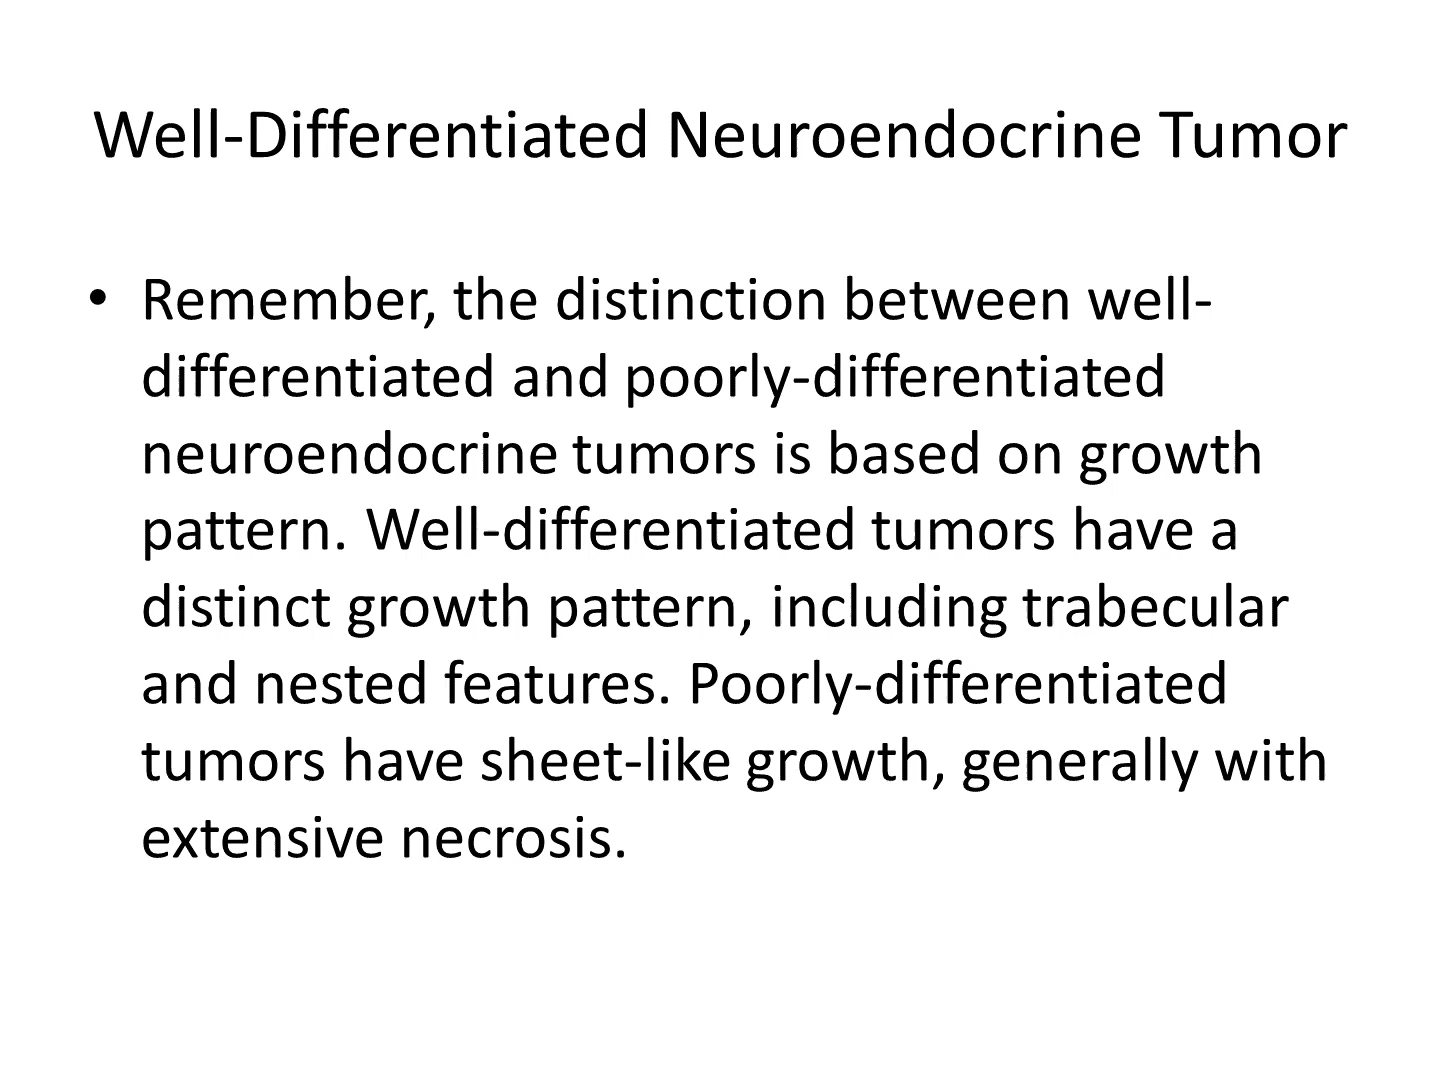 Well-Differentiated Neuroendocrine Tumor
• Remember, the distinction between well-
differentiated and poorly-differentiated
neuroendocrine tumors is based on growth
pattern. Well-differentiated tumors have a
distinct growth pattern, including trabecular
and nested features. Poorly-differentiated
tumors have sheet-like growth, generally with
extensive necrosis.